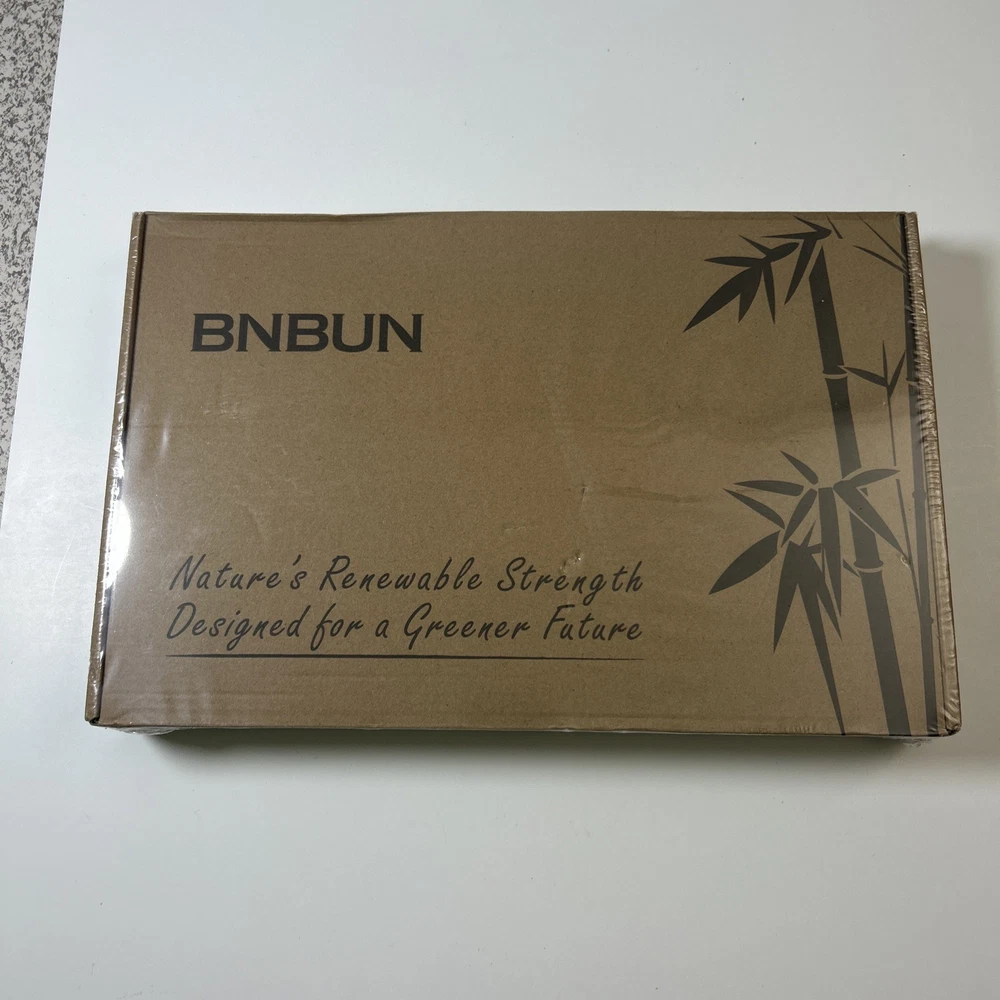 BNBUN
Nature's Renewable Strength
Designed for a Greener Future